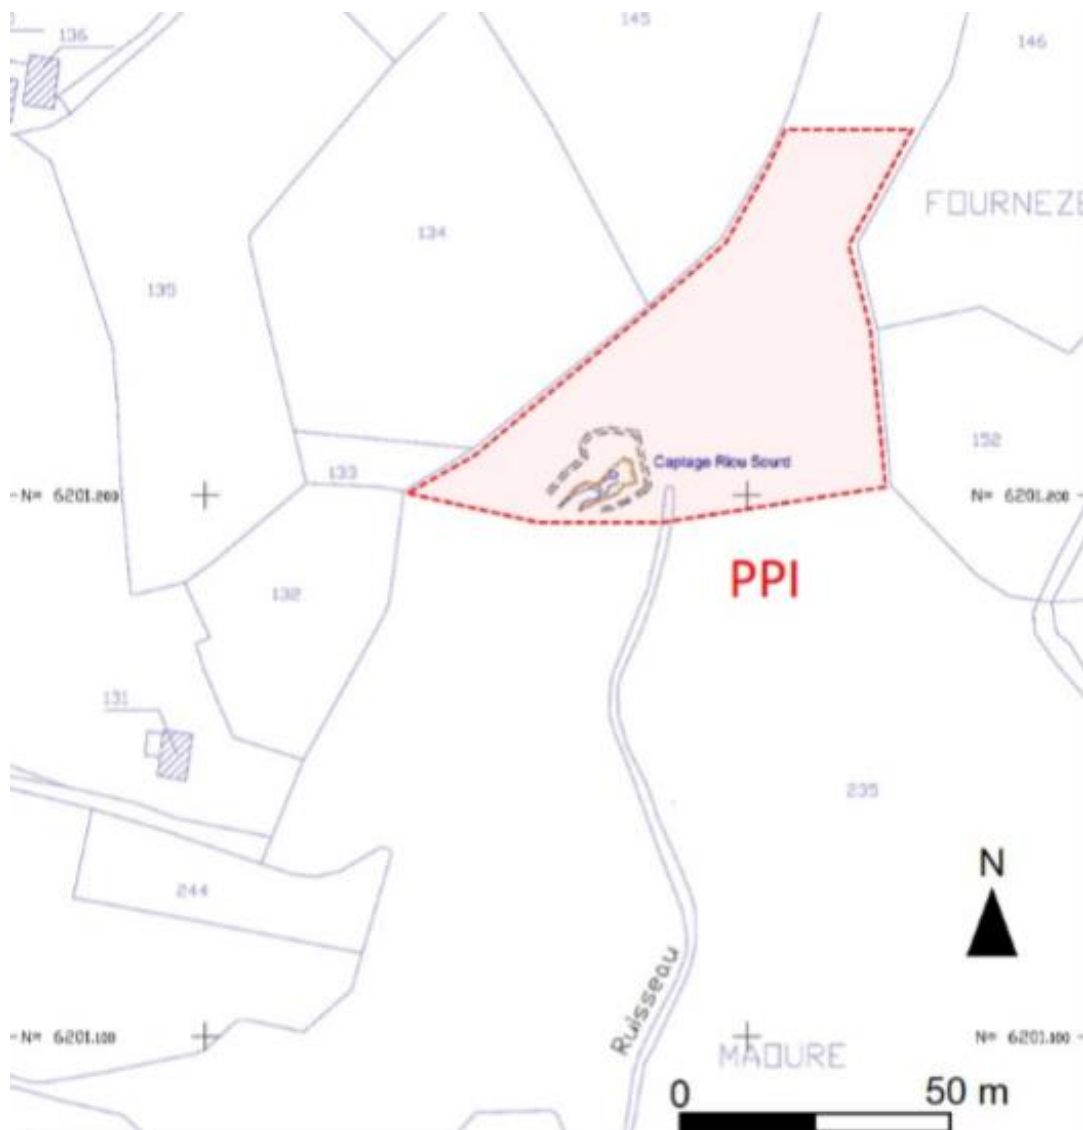 145
136
146
FOURNEZE
134
135
Captage Riou Sourd
152
133
N= 6201.200
N= 6201.200
PPI
132
131
235
N
244
Ruisseau
N= 6201.100
N= 6201.100
MADURE
0
50 m